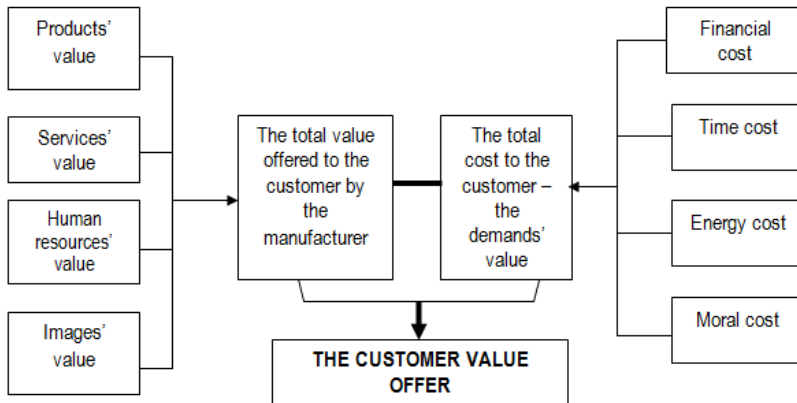 Products'
value
Services'
value
Human
resources'
value
Images'
value
The total value
offered to the
customer by
the
manufacturer
The total
cost to the
customer –
the
demands'
value
Financial
cost
Time cost
Energy cost
Moral cost
THE CUSTOMER VALUE
OFFER